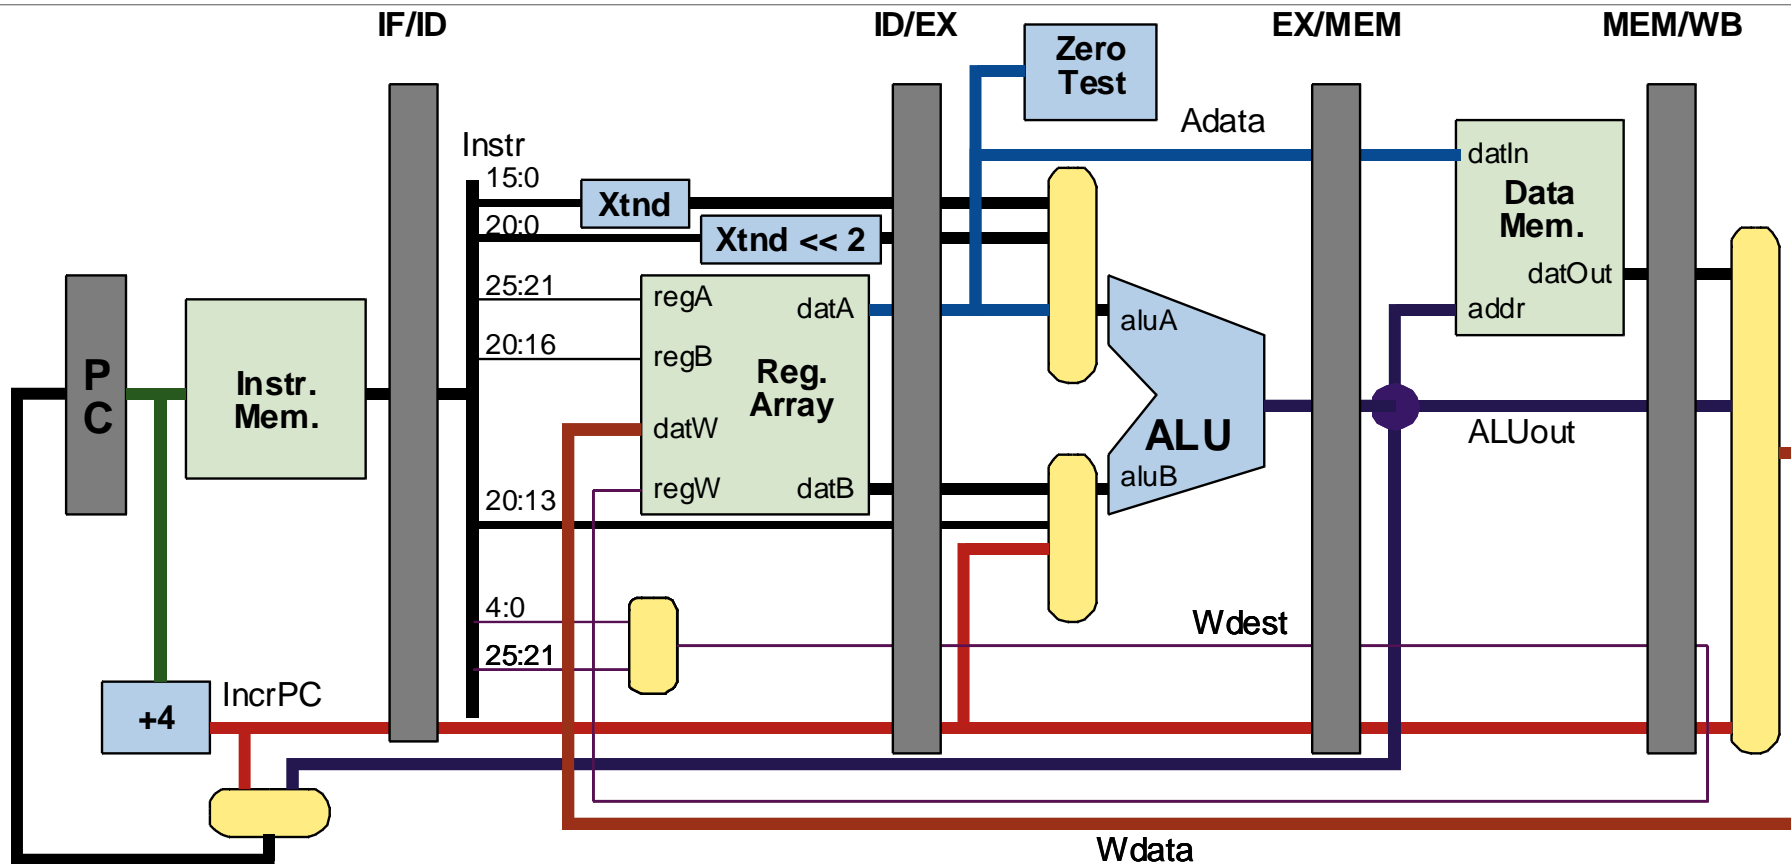 IF/ID
ID/EX
EX/MEM
MEM/WB
Zero
Test
Adata
Instr
15:0
Xtnd
20:0
Xtnd << 2
datIn
Data
Mem.
datOut
addr
25:21
regA
datA
aluA
20:16
regB
P
C
Instr.
Mem.
Reg.
Array
datW
ALU
ALUout
20:13
regW
datB
aluB
4:0
Wdest
25:21
+4
IncrPC
Wdata